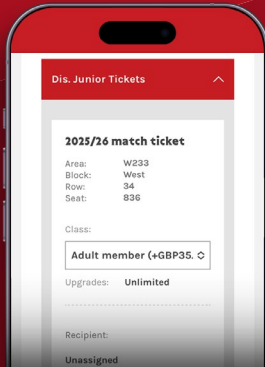 Dis. Junior Tickets
2025/26 match ticket
Area: W233
Block: West
Row: 34
Seat: 836
Class:
Adult member (+GBP35.
Upgrades: Unlimited
Recipient:
Unassigned